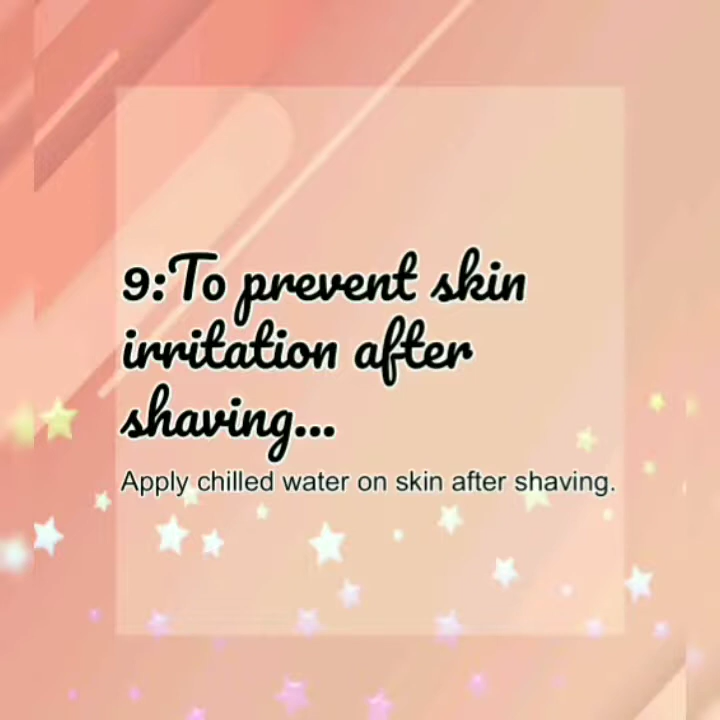 9:To prevent skin
irritation after
shaving...
Apply chilled water on skin after shaving.